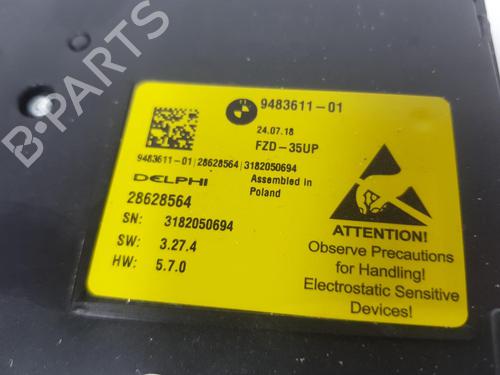 B-PARTS
9483611-01
24.07.18
FZD-35UP
9483611-01 28628564 3182050694
DELPHI
Assembled in
Poland
28628564
SN: 3182050694
SW: 3.27.4
HW: 5.7.0
ATTENTION!
Observe Precautions
for Handling!
Electrostatic Sensitive
Devices!